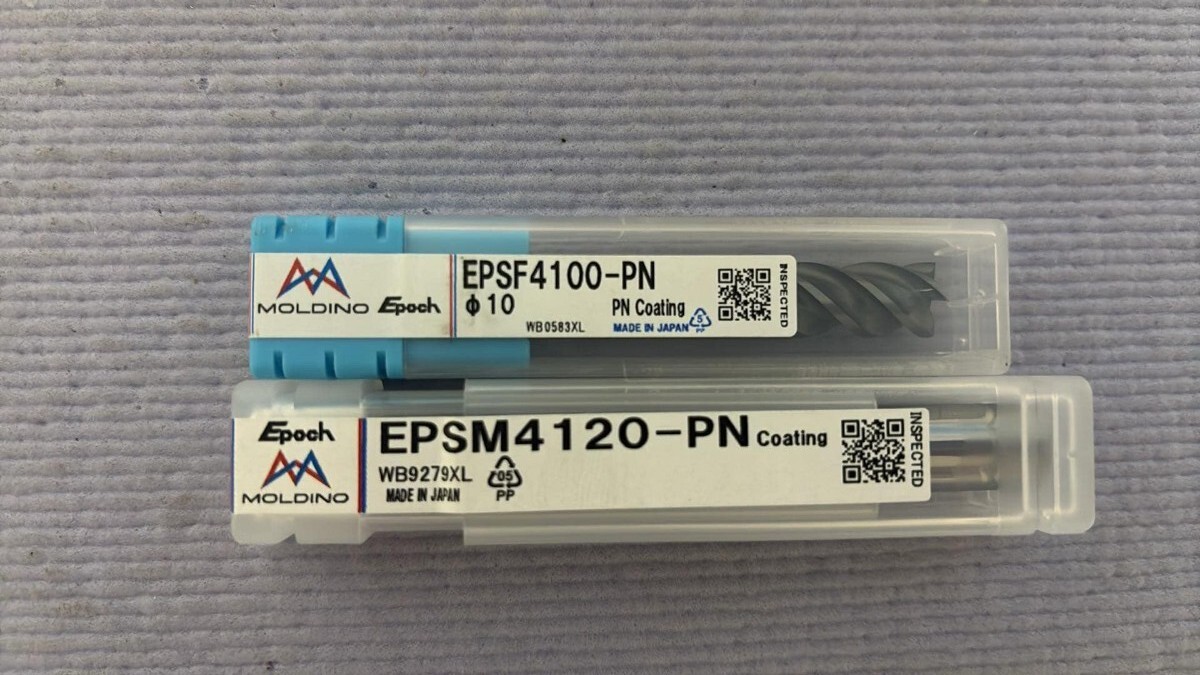 MOLDINO Epoch
EPSF4100-PN
Φ10 PN Coating
WB0583XL MADE IN JAPAN
5
PP
INSPECTED
Epoch
MOLDINO
EPSM4120-PN Coating
WB9279XL
05
PP
MADE IN JAPAN
INSPECTED